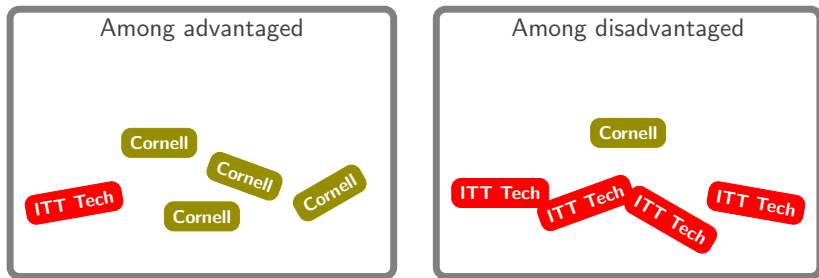 Among advantaged
Cornell
Cornell
Cornell
ITT Tech
Cornell
Among disadvantaged
Cornell
ITT Tech
ITT Tech
ITT Tech
ITT Tech